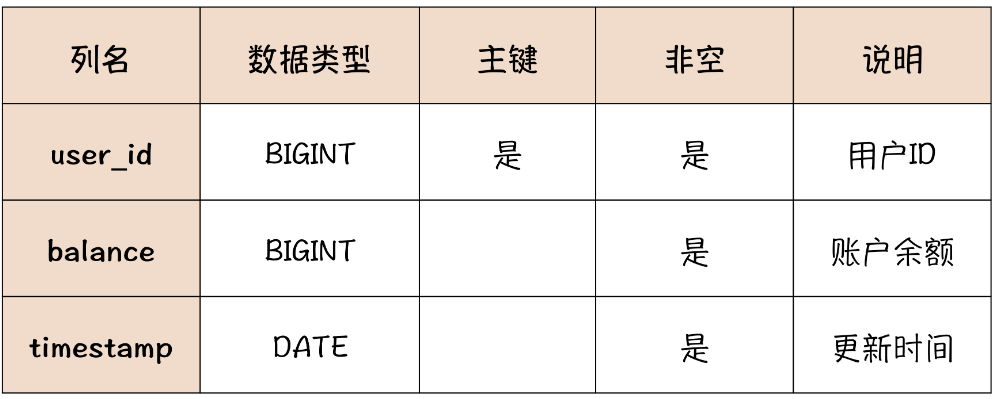 列名 数据类型 主键 非空 说明
user_id BIGINT 是 是 用户ID
balance BIGINT 是 账户余额
timestamp DATE 是 更新时间